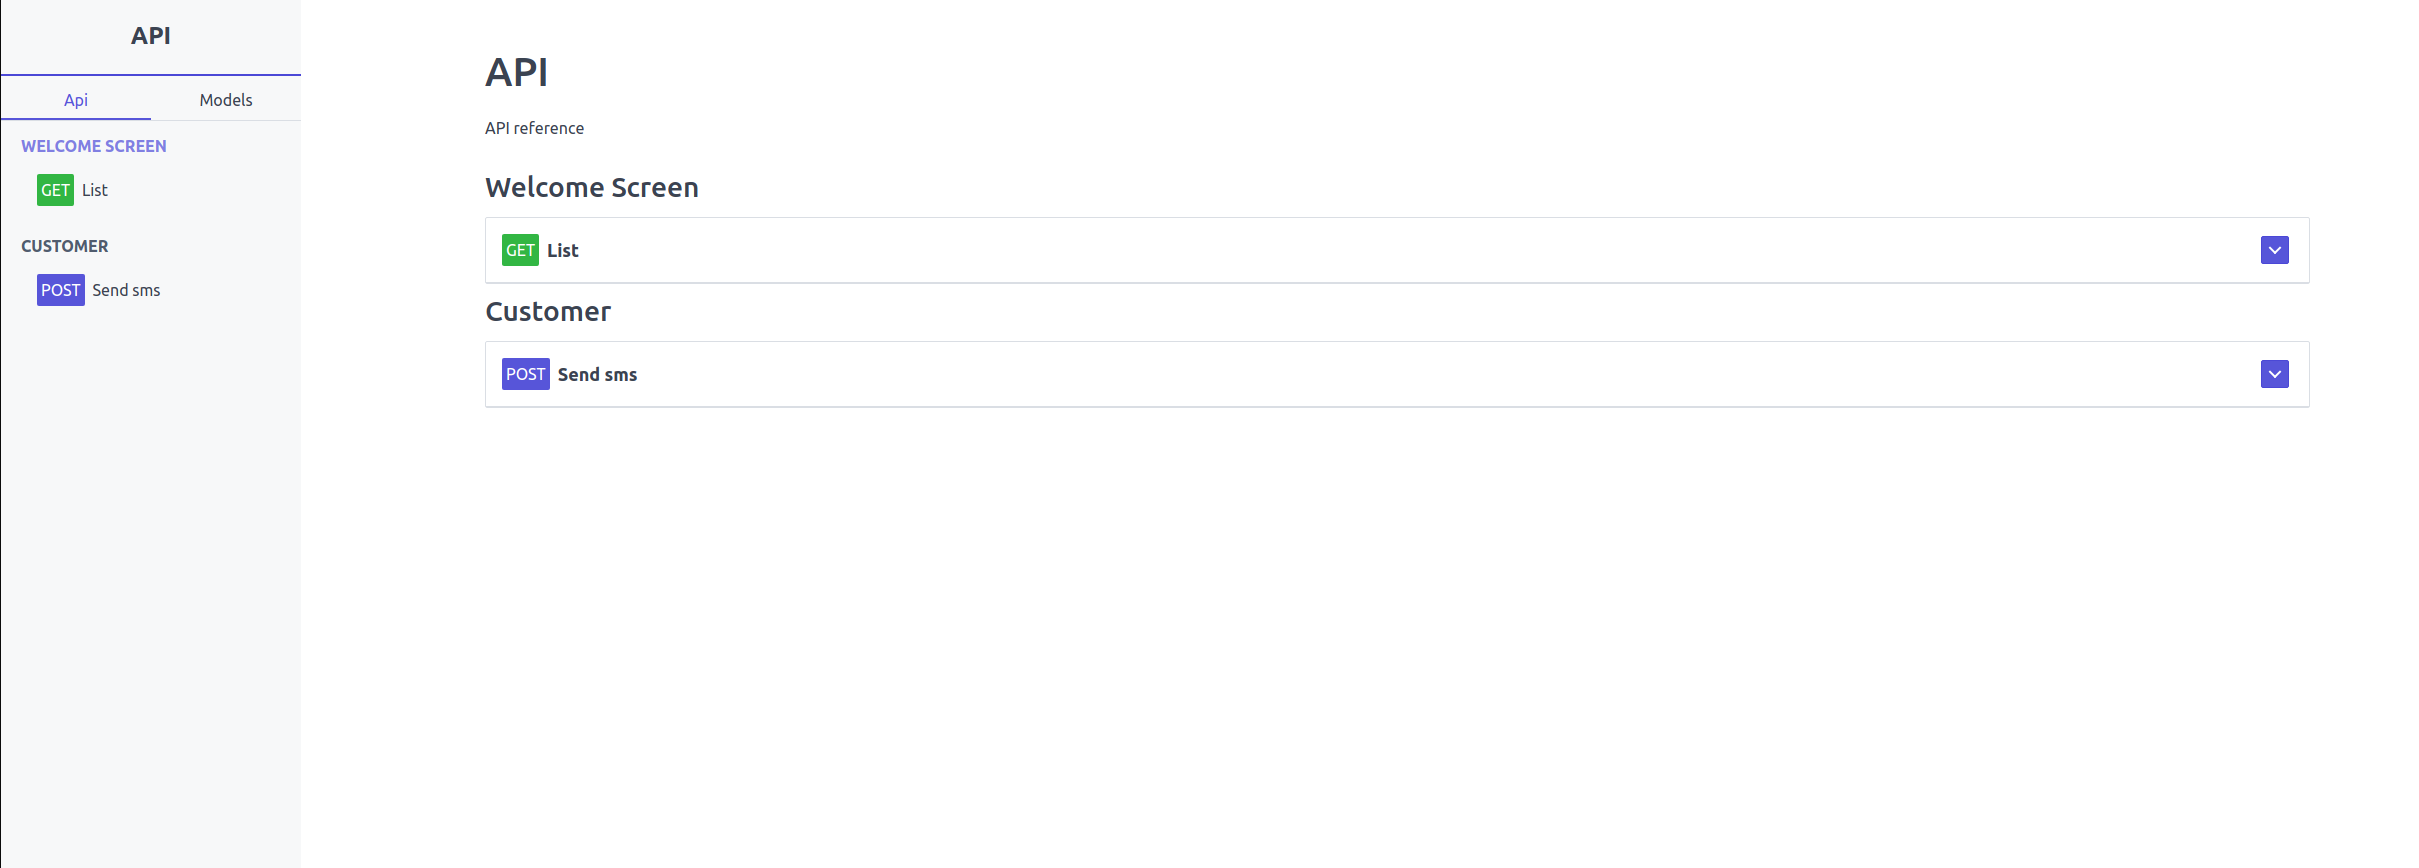 API
Api Models
WELCOME SCREEN
GET List
CUSTOMER
POST Send sms
API
API reference
Welcome Screen
GET List
Customer
POST Send sms